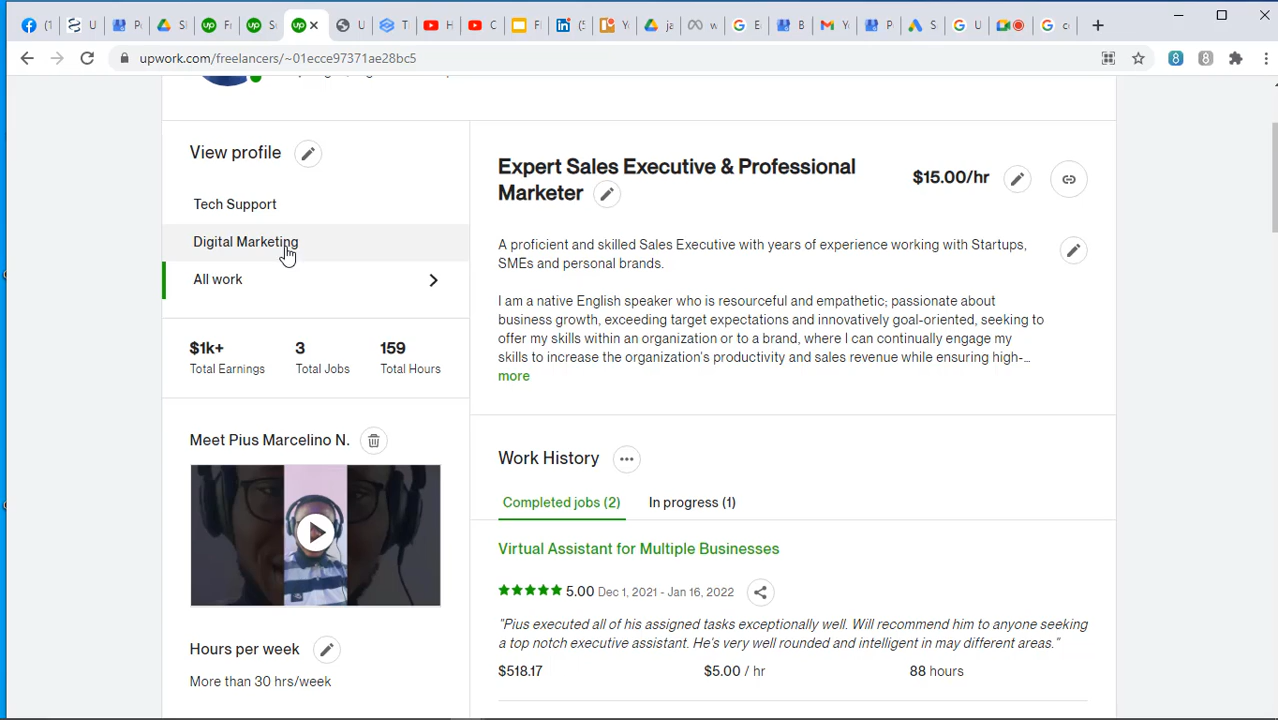 (1
U
P
Sl
F
S
U
T
H
C
F
(5
Y
ja
w
E
B
Y
P
S
U
c
upwork.com/freelancers/~01ecce97371ae28be5
View profile
Tech Support
Digital Marketing
All work
$1k+ 3 159
Total Earnings Total Jobs Total Hours
Meet Pius Marcelino N.
Hours per week
More than 30 hrs/week
Expert Sales Executive & Professional
Marketer
$15.00/hr
A proficient and skilled Sales Executive with years of experience working with Startups,
SMEs and personal brands.
I am a native English speaker who is resourceful and empathetic; passionate about
business growth, exceeding target expectations and innovatively goal-oriented, seeking to
offer my skills within an organization or to a brand, where I can continually engage my
skills to increase the organization's productivity and sales revenue while ensuring high-...
more
Work History
Completed jobs (2) In progress (1)
Virtual Assistant for Multiple Businesses
5.00 Dec 1, 2021 - Jan 16, 2022
"Pius executed all of his assigned tasks exceptionally well. Will recommend him to anyone seeking
a top notch executive assistant. He's very well rounded and intelligent in may different areas."
$518.17 $5.00 / hr 88 hours